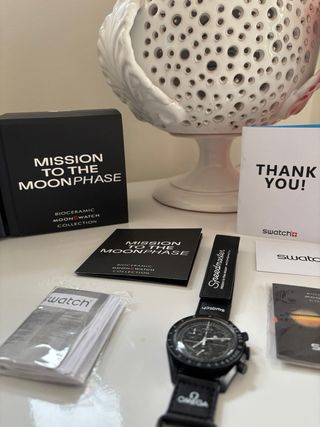 MISSION
TO THE
MOONPHASE
BIOCERAMIC
MOONSWATCH
COLLECTION
THANK
YOU!
swatch
MISSION
TO THE
MOONPHASE
BIOCERAMIC
MOONSWATCH
COLLECTION
Speedmaster
swatch
swatch
Ω
OMEGA